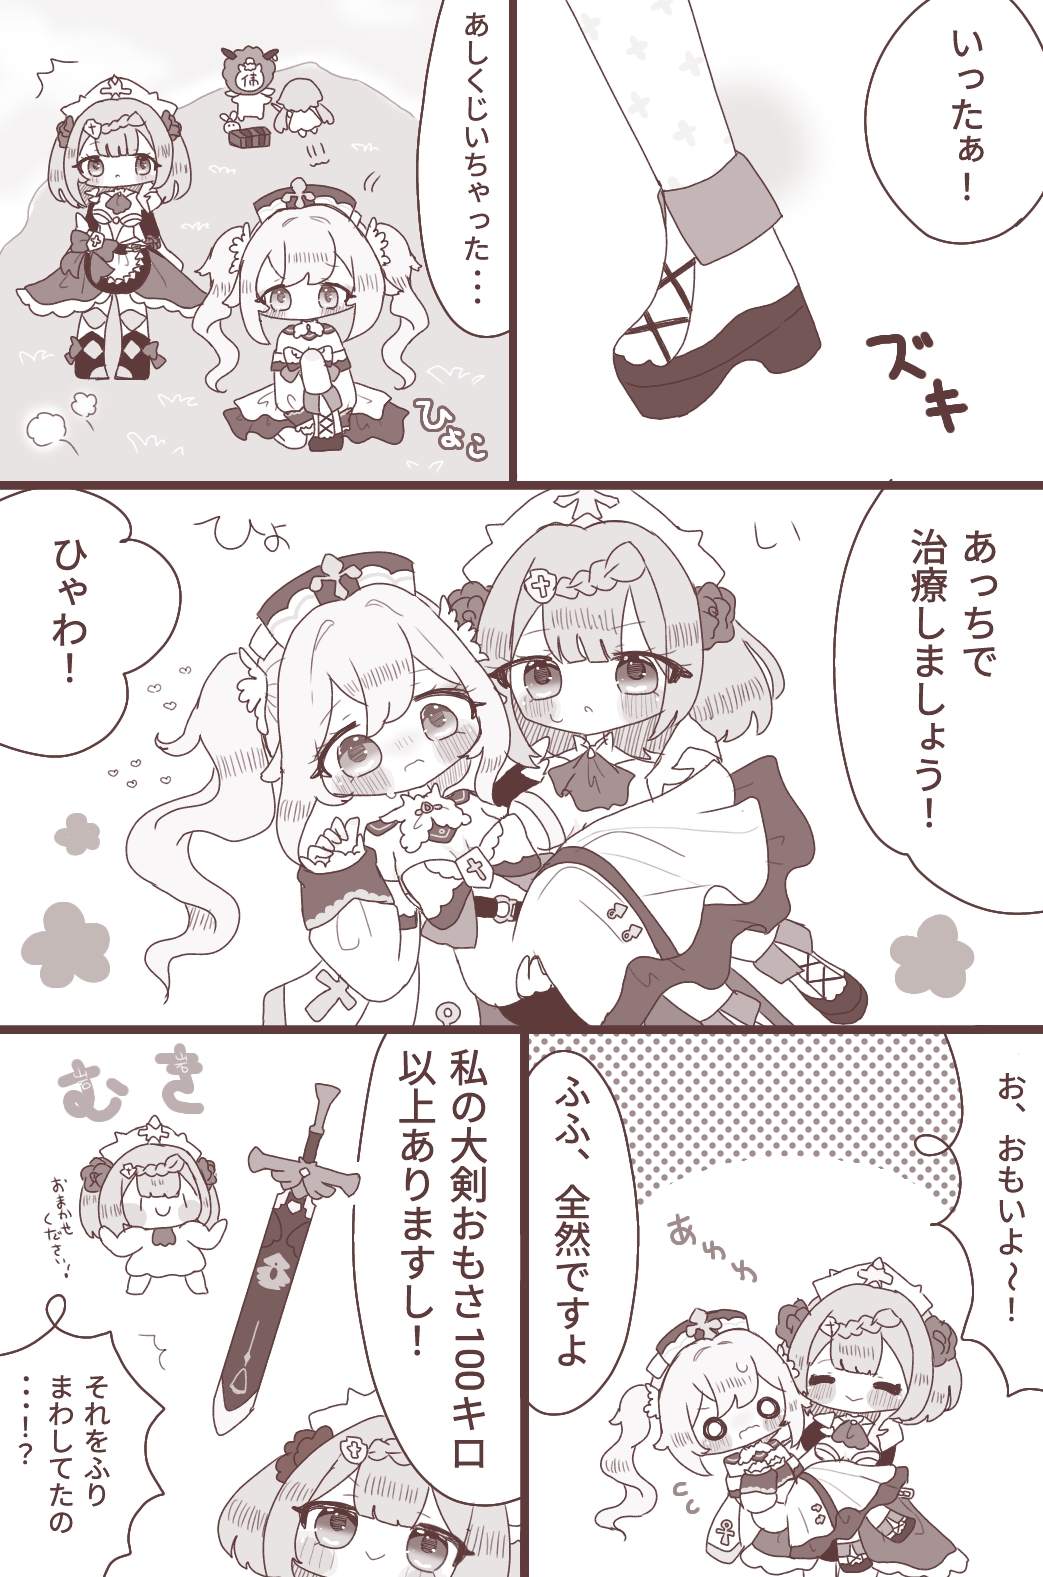 いったぁ！
ズキ
あしくじいちゃった・・・
ひょこ
あっちで
治療しましょう！
い
ひょ
ひゃわ！
お、おもいよ～！
ふふ、全然ですよ
あわわ
私の大剣おもさ100キロ
以上ありますし！
むき
おまかせ
ください！
それをふり
まわしてたの
・・・！？